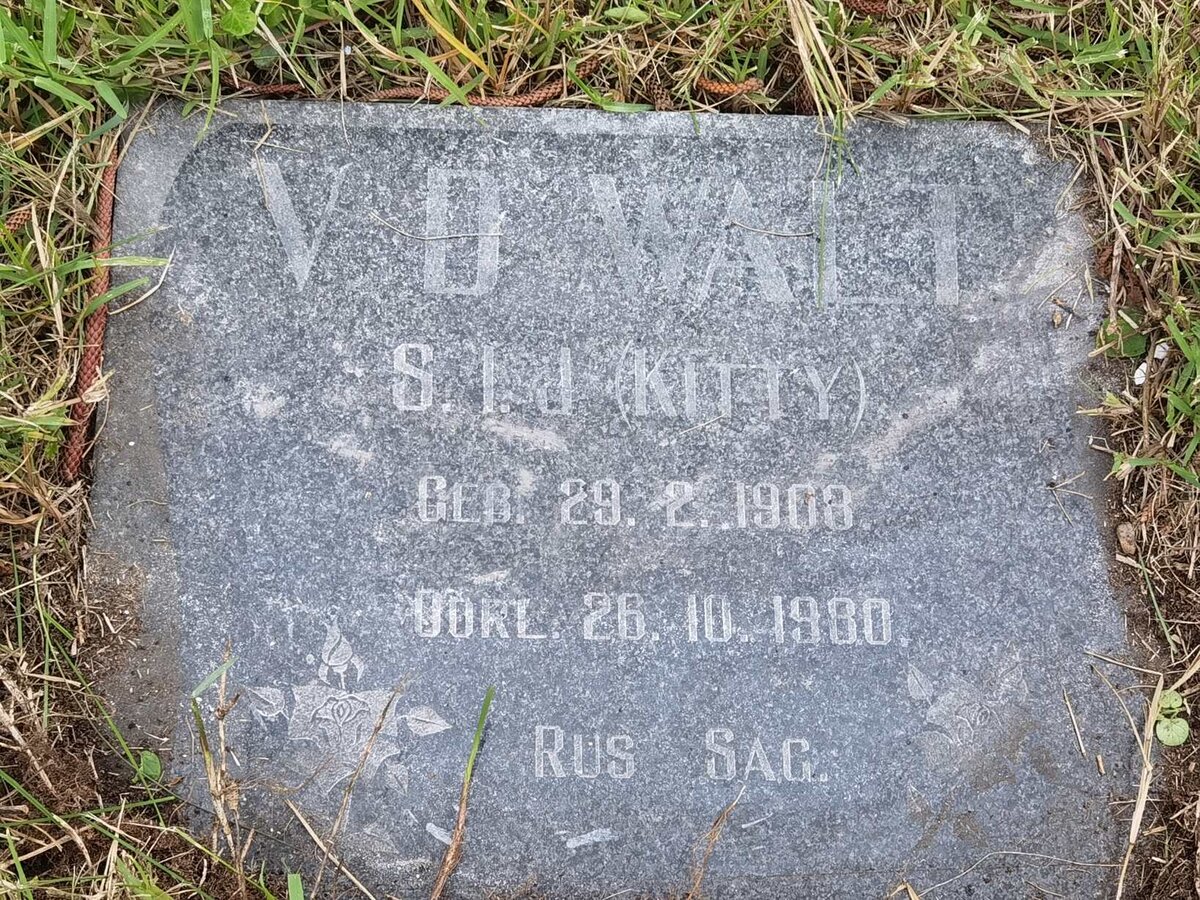 V D WALT
S. I. J (KITTY)
GEB. 29. 2. 1908
OORL. 26. 10. 1980
RUS SAG.